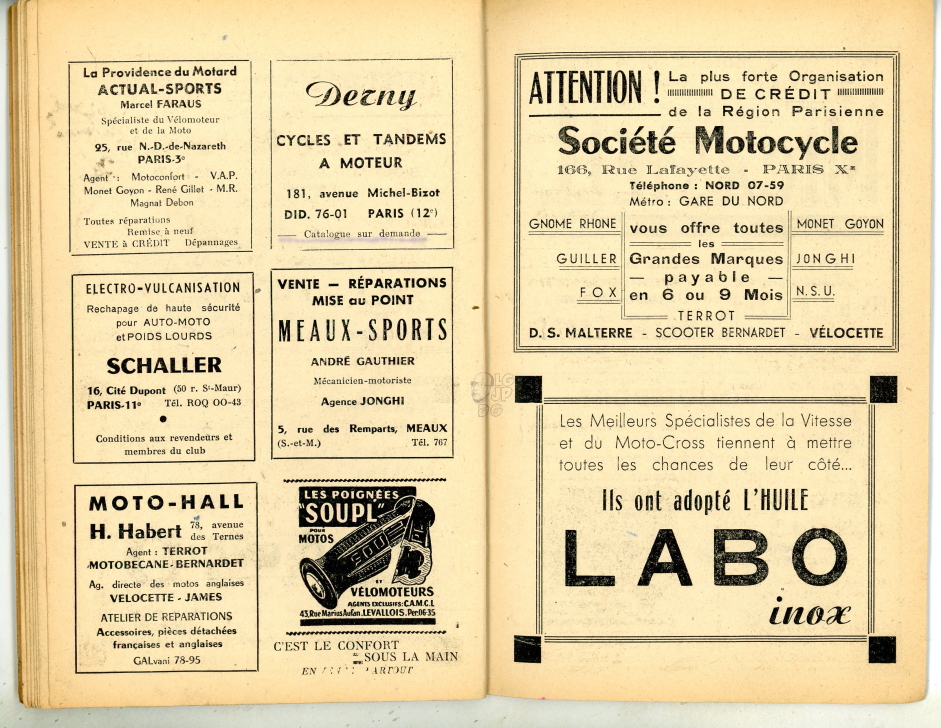 La Providence du Motard
ACTUAL-SPORTS
Marcel FARAUS
Spécialiste du Vélomoteur
et de la Moto
25, rue N.-D.-de-Nazareth
PARIS-3e
Agent : Motoconfort - V.A.P.
Monet Goyon - René Gillet - M.R.
Magnat Debon
Toutes réparations
Remise à neuf
VENTE à CRÉDIT Dépannages
Derny
CYCLES ET TANDEMS
A MOTEUR
181, avenue Michel-Bizot
DID. 76-01 PARIS (12e)
Catalogue sur demande
ELECTRO-VULCANISATION
Rechapage de haute sécurité
pour AUTO-MOTO
et POIDS LOURDS
SCHALLER
16, Cité Dupont (50 r. St-Maur)
PARIS-11e Tél. ROQ 00-43
Conditions aux revendeurs et
membres du club
VENTE - RÉPARATIONS
MISE au POINT
MEAUX-SPORTS
ANDRÉ GAUTHIER
Mécanicien-motoriste
Agence JONGHI
5, rue des Remparts, MEAUX
(S.-et-M.) Tél. 767
MOTO-HALL
H. Habert 78, avenue
des Ternes
Agent : TERROT
MOTOBECANE - BERNARDET
Ag. directe des motos anglaises
VELOCETTE - JAMES
ATELIER DE REPARATIONS
Accessoires, pièces détachées
françaises et anglaises
GALvani 78-95
LES POIGNÉES
"SOUPL"
POUR
MOTOS
ET
VÉLOMOTEURS
AGENTS EXCLUSIFS: C.A.M.C.L
43, Rue Marius Aufan. LEVALLOIS. Per: 06-35
C'EST LE CONFORT
SOUS LA MAIN
EN PARTOUT
ATTENTION ! La plus forte Organisation
DE CRÉDIT
de la Région Parisienne
Société Motocycle
166, Rue Lafayette - PARIS Xe
Téléphone : NORD 07-59
Métro : GARE DU NORD
GNOME RHONE vous offre toutes MONET GOYON
les
GUILLER Grandes Marques JONGHI
— payable —
FOX en 6 ou 9 Mois N.S.U.
TERROT
D. S. MALTERRE - SCOOTER BERNARDET - VÉLOCETTE
Les Meilleurs Spécialistes de la Vitesse
et du Moto-Cross tiennent à mettre
toutes les chances de leur côté...
Ils ont adopté L'HUILE
LABO
inox